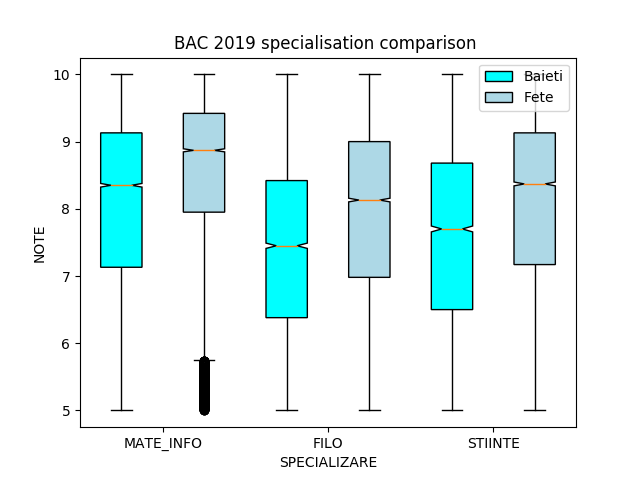 BAC 2019 specialisation comparison
Baieti
Fete
NOTE
10
9
8
7
6
5
MATE_INFO
FILO
STIINTE
SPECIALIZARE